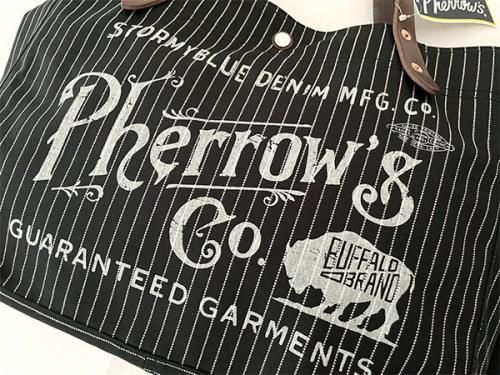 Pherrow's.
STORMYBLUE DENIM MFG. CO.
Pherrow's
Co.
BUFFALO
BRAND
GUARANTEED GARMENTS